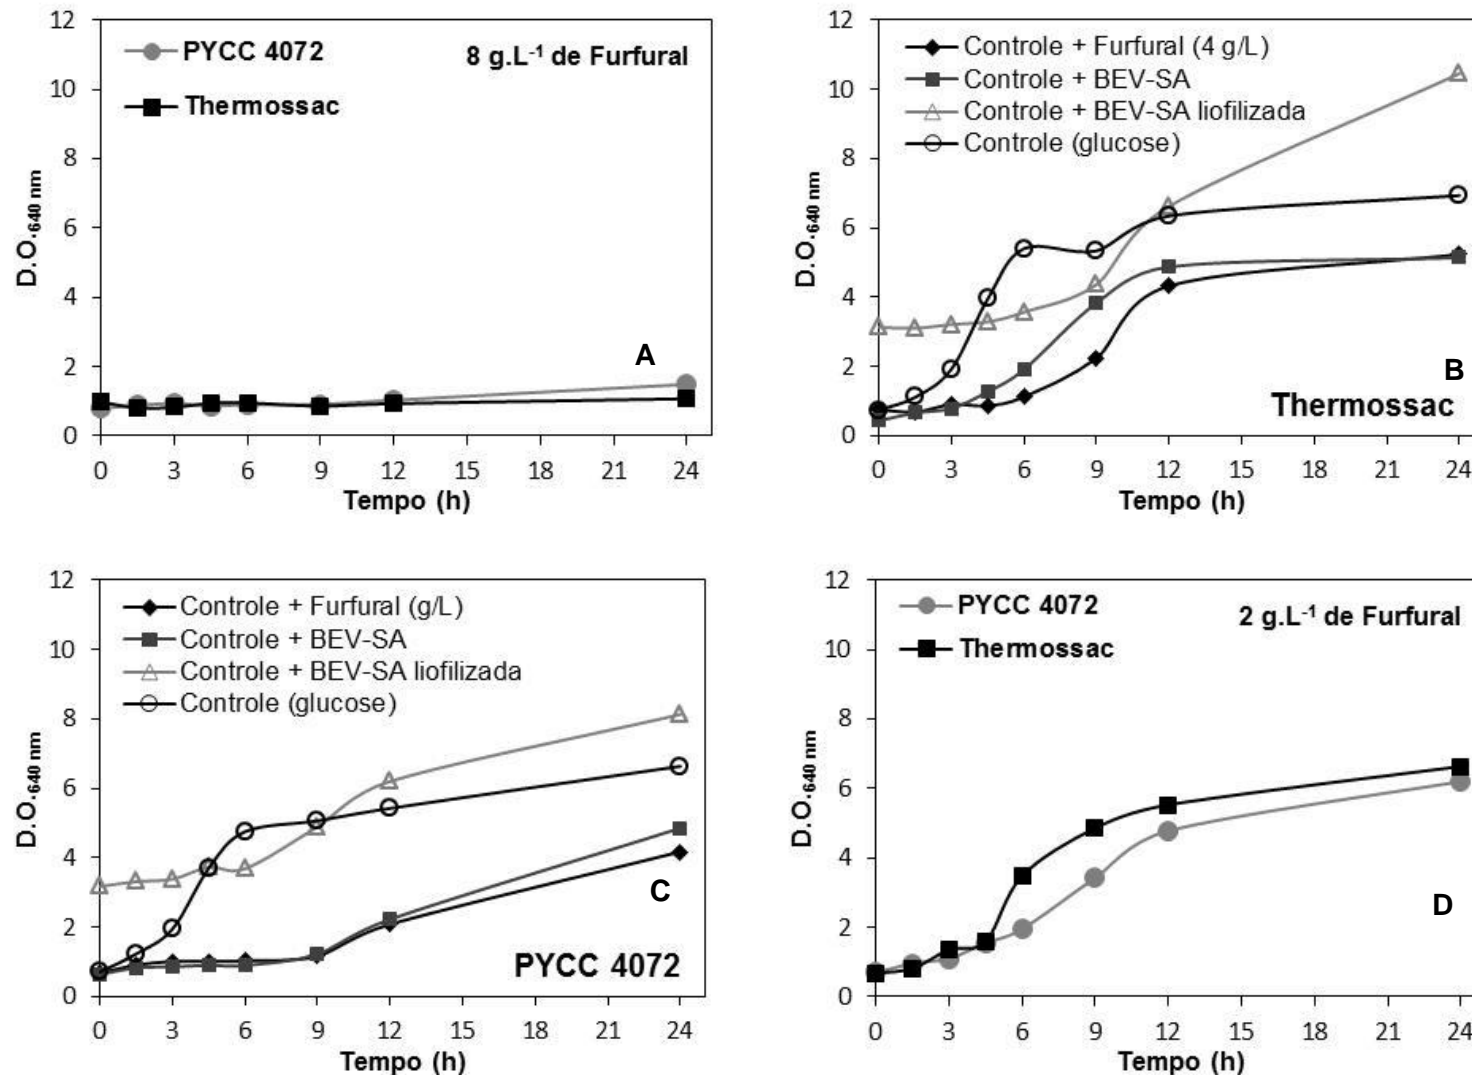 12
10
8
6
4
2
0
D.O.640 nm
PYCC 4072
Thermossac
8 g.L-1 de Furfural
A
0 3 6 9 12 15 18 21 24
Tempo (h)
12
10
8
6
4
2
0
D.O.640 nm
Controle + Furfural (4 g/L)
Controle + BEV-SA
Controle + BEV-SA liofilizada
Controle (glucose)
B
Thermossac
0 3 6 9 12 15 18 21 24
Tempo (h)
12
10
8
6
4
2
0
D.O.640 nm
Controle + Furfural (g/L)
Controle + BEV-SA
Controle + BEV-SA liofilizada
Controle (glucose)
C
PYCC 4072
0 3 6 9 12 15 18 21 24
Tempo (h)
12
10
8
6
4
2
0
D.O.640 nm
PYCC 4072
Thermossac
2 g.L-1 de Furfural
D
0 3 6 9 12 15 18 21 24
Tempo (h)